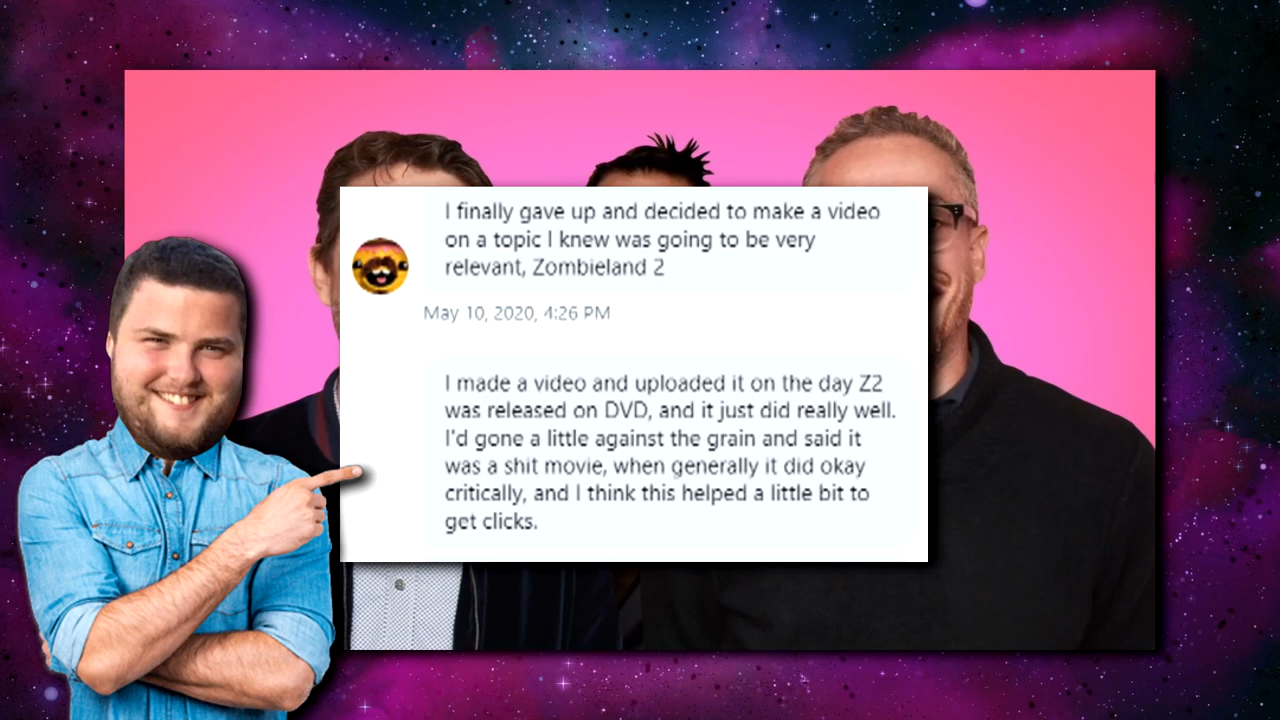 I finally gave up and decided to make a video
on a topic I knew was going to be very
relevant, Zombieland 2
May 10, 2020, 4:26 PM
I made a video and uploaded it on the day Z2
was released on DVD, and it just did really well.
I'd gone a little against the grain and said it
was a shit movie, when generally it did okay
critically, and I think this helped a little bit to
get clicks.